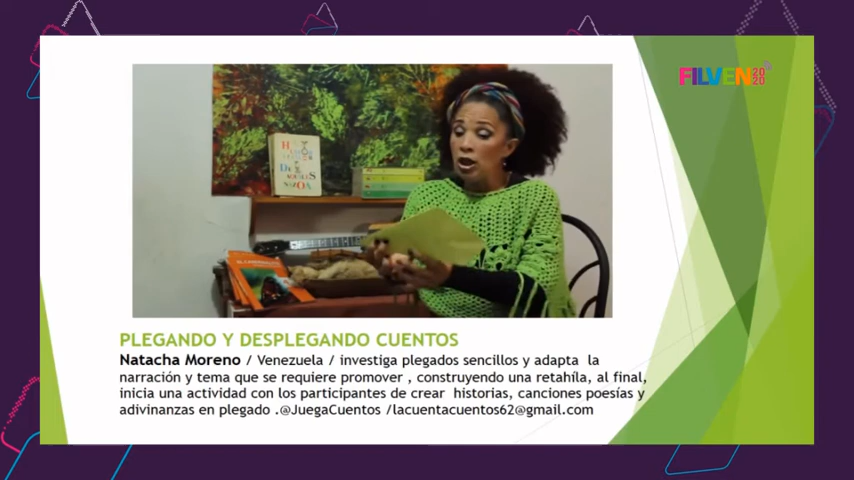 FILVEN 2020
PLEGANDO Y DESPLEGANDO CUENTOS
Natacha Moreno / Venezuela / investiga plegados sencillos y adapta la
narración y tema que se requiere promover , construyendo una retahíla, al final,
inicia una actividad con los participantes de crear historias, canciones poesías y
adivinanzas en plegado .@JuegaCuentos /lacuentacuentos62@gmail.com